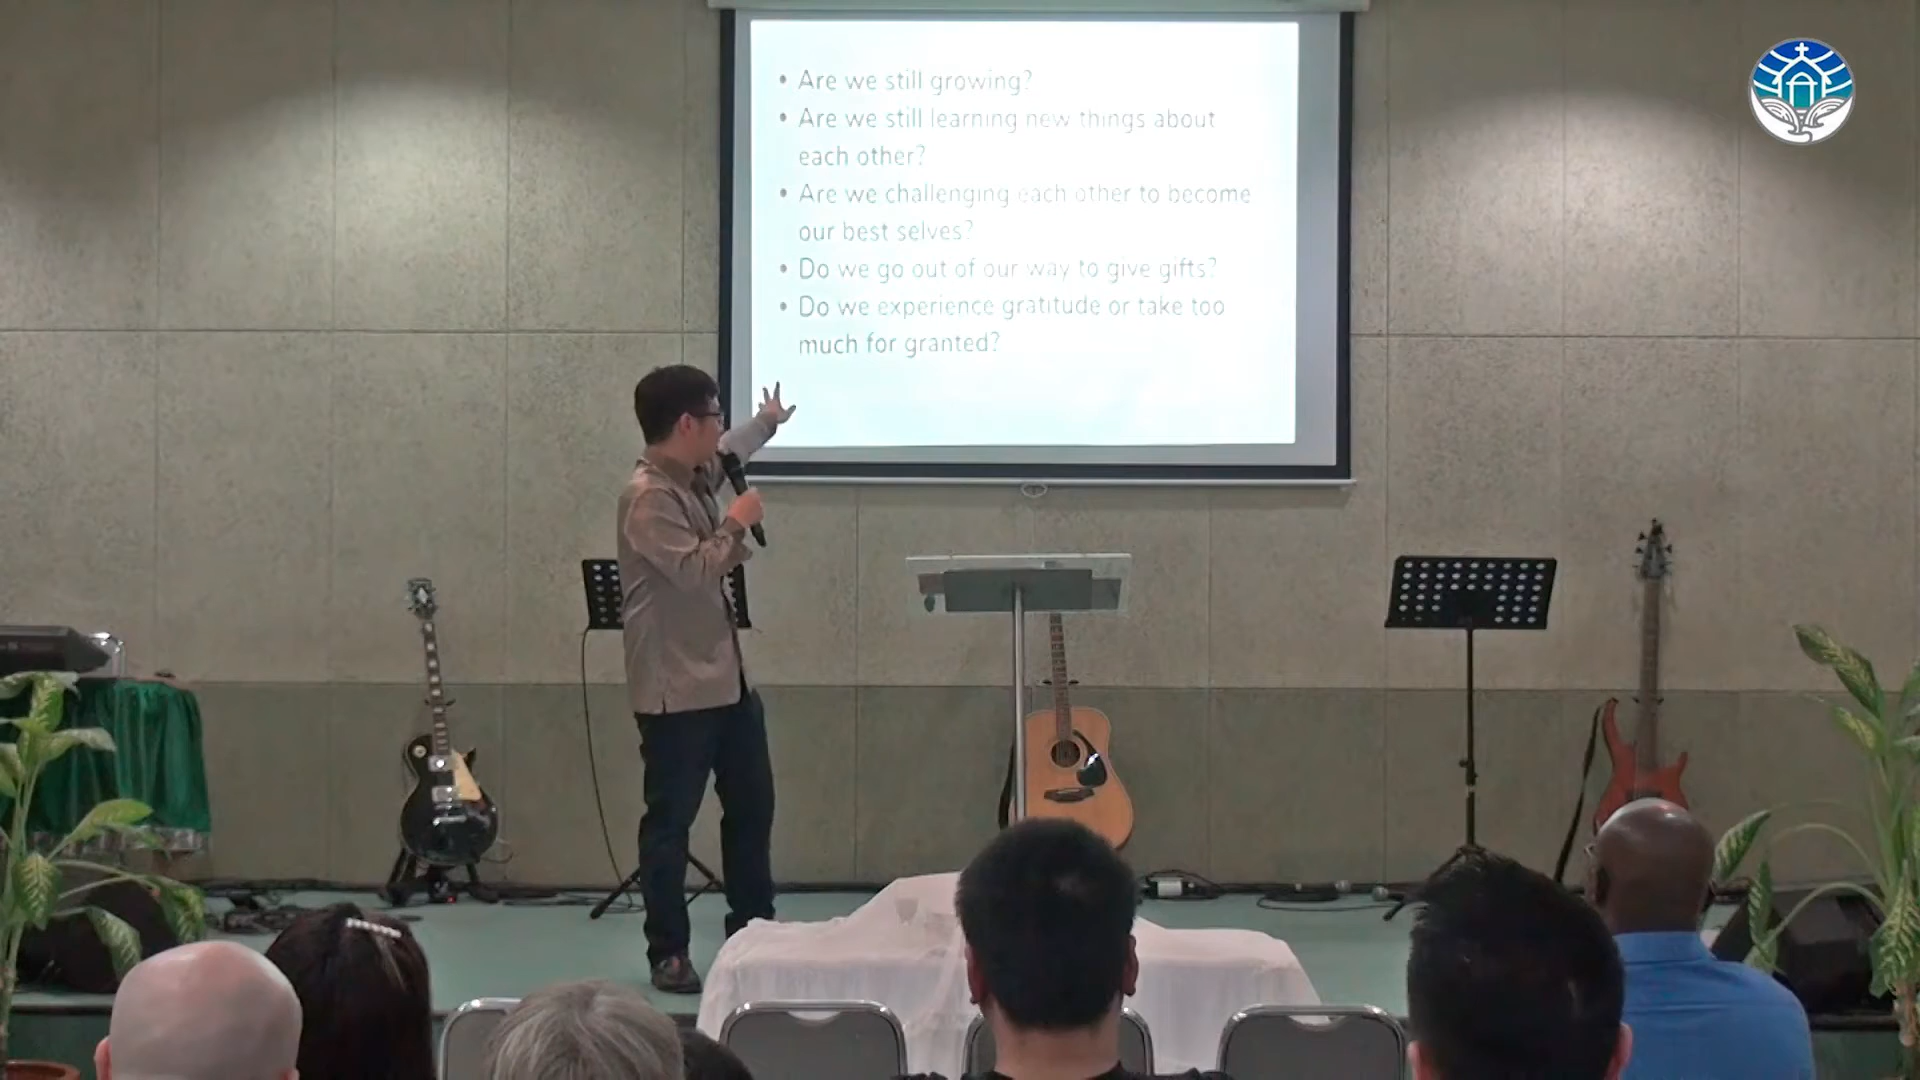 • Are we still growing?
• Are we still learning new things about
each other?
• Are we challenging each other to become
our best selves?
• Do we go out of our way to give gifts?
• Do we experience gratitude or take too
much for granted?